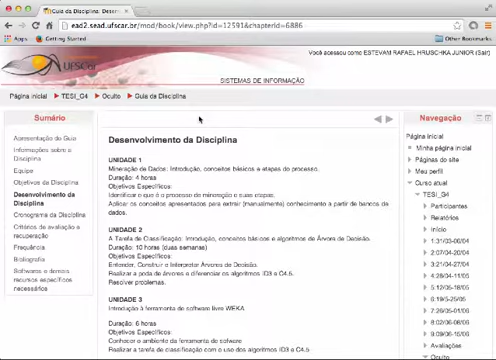 Guia da Disciplina: Desenv
ead2.sead.ufscar.br/mod/book/view.php?id=12591&chapterid=6886
Apps
Getting Started
Other Bookmarks
Você acessou como ESTEVAM RAFAEL HRUSCHKA JUNIOR (Sair)
UFSCar
SISTEMAS DE INFORMAÇÃO
Página inicial ▶ TESI_G4 ▶ Oculto ▶ Guia da Disciplina
Sumário
Apresentação do Guia
Informações sobre a
Disciplina
Equipe
Objetivos da Disciplina
Desenvolvimento da
Disciplina
Cronograma da Disciplina
Critérios de avaliação e
recuperação
Frequência
Bibliografia
Softwares e demais
recursos específicos
necessários
Desenvolvimento da Disciplina
UNIDADE 1
Mineração de Dados: Introdução, conceitos básicos e etapas do processo.
Duração: 4 horas
Objetivos Específicos:
Identificar o que é o processo de mineração e suas etapas.
Aplicar os conceitos apresentados para extrair (manualmente) conhecimento a partir de bancos da
dados.
UNIDADE 2
A Tarefa de Classificação: Introdução, conceitos básicos e algoritmos de Árvore de Decisão.
Duração: 10 horas (duas semanas)
Objetivos Específicos:
Entender, Construir e Interpretar Árvores de Decisão.
Realizar a poda de árvores e diferenciar os algoritmos ID3 e C4.5.
Resolver problemas.
UNIDADE 3
Introdução à ferramenta de software livre WEKA.
Duração: 6 horas
Objetivos Específicos:
Conhecer o ambiente da ferramenta de software
Realizar a tarefa de classificação com o uso dos algoritmos ID3 e C4.5
Navegação
Página inicial
Minha página inicial
Páginas do site
Meu perfil
Curso atual
TESI_G4
Participantes
Relatórios
Início
1:31/03-06/04
2:07/04-20/04
3:21/04-27/04
4:28/04-11/05
5:12/05-18/05
6:19/5-25/05
7:26/05-01/06
8:02/06-08/06
9:09/06-15/06
Avaliações
Oculto